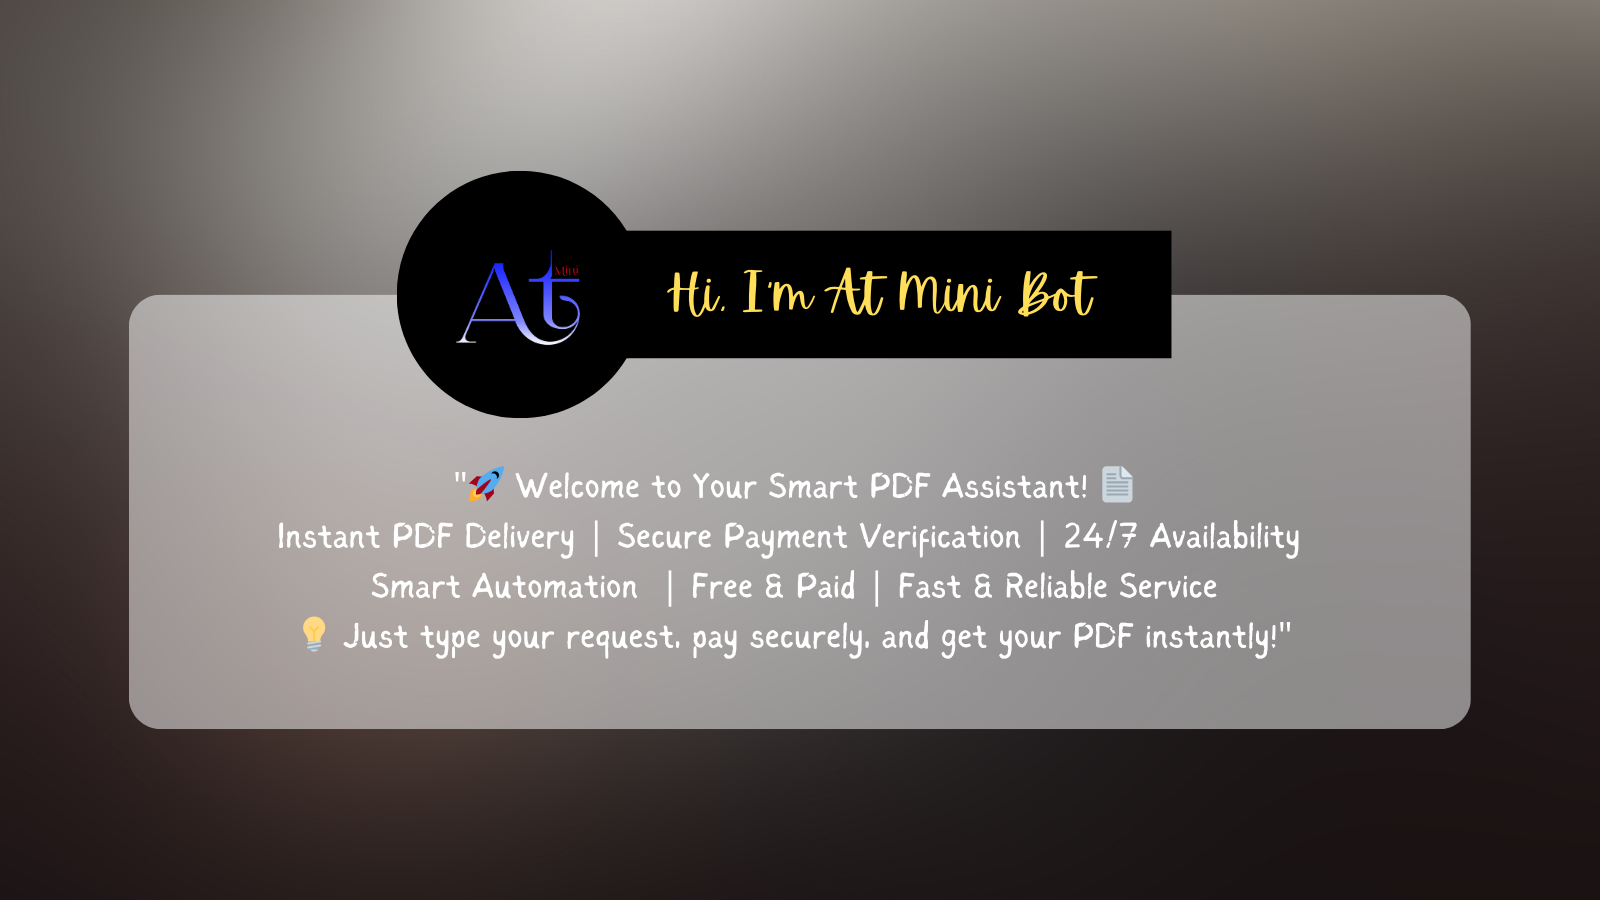 At
Mini
Hi, I'm At Mini Bot
"🚀 Welcome to Your Smart PDF Assistant! 📄
Instant PDF Delivery | Secure Payment Verification | 24/7 Availability
Smart Automation | Free & Paid | Fast & Reliable Service
💡 Just type your request, pay securely, and get your PDF instantly!"